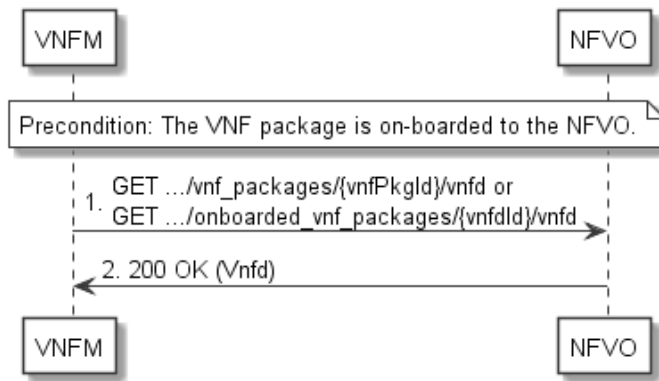 VNFM
NFVO
Precondition: The VNF package is on-boarded to the NFVO.
1.
GET .../vnf_packages/{vnfPkgId}/vnfd or
GET .../onboarded_vnf_packages/{vnfdId}/vnfd
2. 200 OK (Vnfd)
VNFM
NFVO